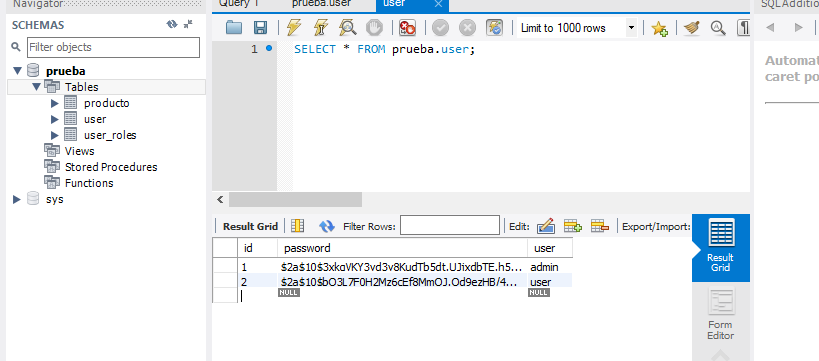 Navigator
SCHEMAS
Filter objects
prueba
Tables
producto
user
user_roles
Views
Stored Procedures
Functions
sys
Query 1
prueba.user
user
Limit to 1000 rows
1
SELECT * FROM prueba.user;
Result Grid
Filter Rows:
Edit:
Export/Import:
id password user
1 $2a$10$3xkqVKY3vd3v8KudTb5dt.UJjxdbTE.h5... admin
2 $2a$10$bO3L7F0H2Mz6cEf8MmOJ.Od9ezHB/4... user
NULL NULL
Result
Grid
Form
Editor
SQLAddition
Automat
caret po